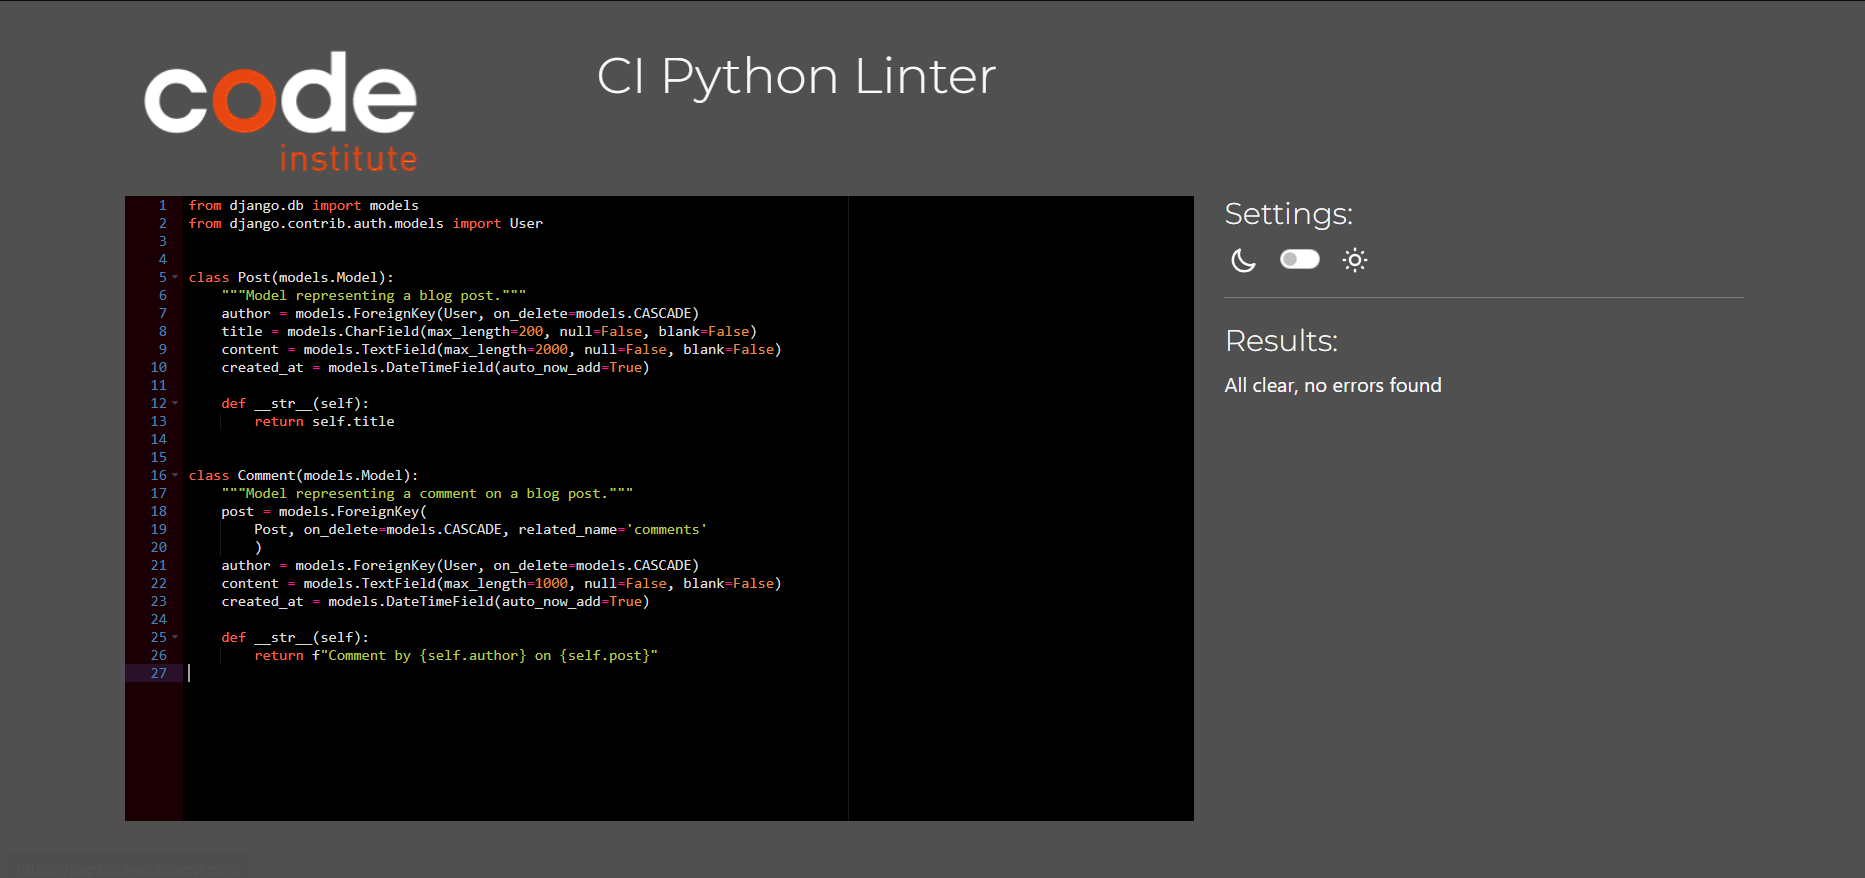 code
institute
CI Python Linter
1 from django.db import models
2 from django.contrib.auth.models import User
3
4
5 class Post(models.Model):
6     """Model representing a blog post."""
7     author = models.ForeignKey(User, on_delete=models.CASCADE)
8     title = models.CharField(max_length=200, null=False, blank=False)
9     content = models.TextField(max_length=2000, null=False, blank=False)
10     created_at = models.DateTimeField(auto_now_add=True)
11
12     def __str__(self):
13         return self.title
14
15
16 class Comment(models.Model):
17     """Model representing a comment on a blog post."""
18     post = models.ForeignKey(
19         Post, on_delete=models.CASCADE, related_name='comments'
20         )
21     author = models.ForeignKey(User, on_delete=models.CASCADE)
22     content = models.TextField(max_length=1000, null=False, blank=False)
23     created_at = models.DateTimeField(auto_now_add=True)
24
25     def __str__(self):
26         return f"Comment by {self.author} on {self.post}"
27
Settings:
Results:
All clear, no errors found